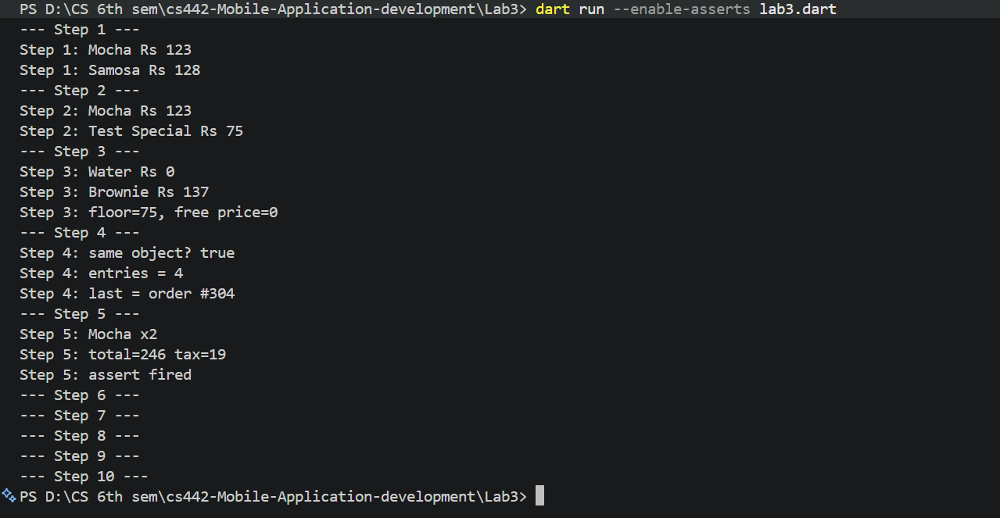 PS D:\CS 6th sem\cs442-Mobile-Application-development\Lab3> dart run --enable-asserts lab3.dart
--- Step 1 ---
Step 1: Mocha Rs 123
Step 1: Samosa Rs 128
--- Step 2 ---
Step 2: Mocha Rs 123
Step 2: Test Special Rs 75
--- Step 3 ---
Step 3: Water Rs 0
Step 3: Brownie Rs 137
Step 3: floor=75, free price=0
--- Step 4 ---
Step 4: same object? true
Step 4: entries = 4
Step 4: last = order #304
--- Step 5 ---
Step 5: Mocha x2
Step 5: total=246 tax=19
Step 5: assert fired
--- Step 6 ---
--- Step 7 ---
--- Step 8 ---
--- Step 9 ---
--- Step 10 ---
PS D:\CS 6th sem\cs442-Mobile-Application-development\Lab3>